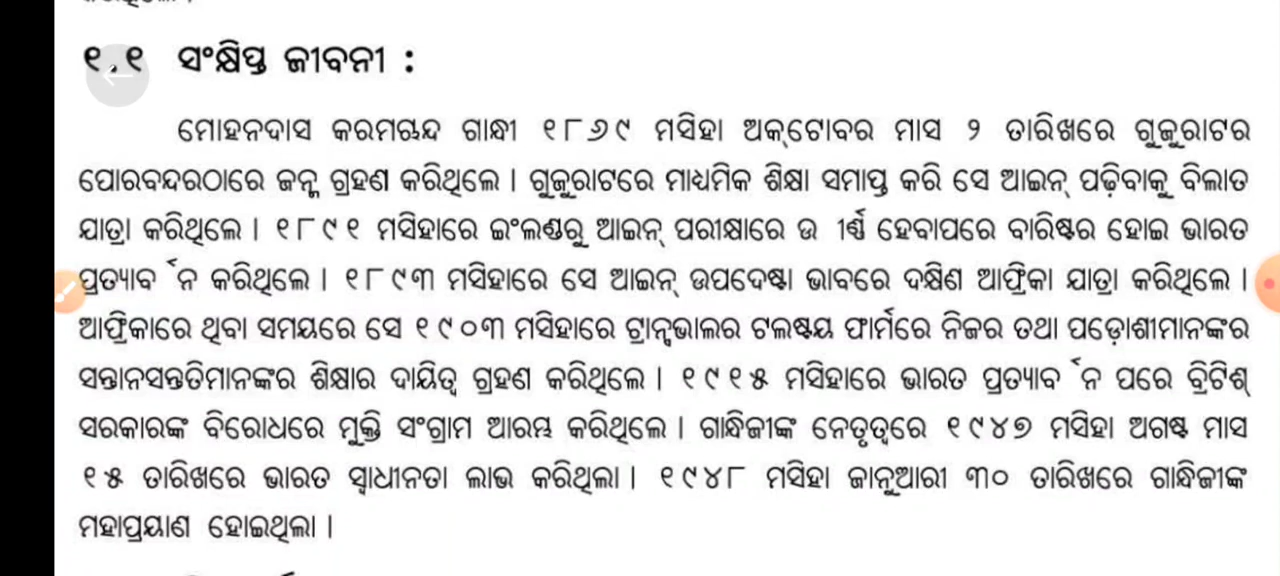 ୧.୧ ସଂକ୍ଷିପ୍ତ ଜୀବନୀ :
ମୋହନଦାସ କରମଚାନ୍ଦ ଗାନ୍ଧୀ ୧୮୬୯ ମସିହା ଅକ୍ଟୋବର ମାସ ୨ ତାରିଖରେ ଗୁଜୁରାଟର
ପୋରବନ୍ଦରଠାରେ ଜନ୍ମ ଗ୍ରହଣ କରିଥିଲେ । ଗୁଜୁରାଟରେ ମାଧ୍ୟମିକ ଶିକ୍ଷା ସମାପ୍ତ କରି ସେ ଆଇନ୍ ପଢ଼ିବାକୁ ବିଲାତ
ଯାତ୍ରା କରିଥିଲେ । ୧୮୯୧ ମସିହାରେ ଇଂଲଣ୍ଡରୁ ଆଇନ୍ ପରୀକ୍ଷାରେ ଉ ୀର୍ଣ୍ଣ ହେବାପରେ ବାରିଷ୍ଟର ହୋଇ ଭାରତ
ପ୍ରତ୍ୟାବ ର୍ନ କରିଥିଲେ । ୧୮୯୩ ମସିହାରେ ସେ ଆଇନ୍ ଉପଦେଷ୍ଟା ଭାବରେ ଦକ୍ଷିଣ ଆଫ୍ରିକା ଯାତ୍ରା କରିଥିଲେ ।
ଆଫ୍ରିକାରେ ଥିବା ସମୟରେ ସେ ୧୯୦୩ ମସିହାରେ ଟ୍ରାନ୍ସଭାଲର ଟଲଷ୍ଟୟ ଫାର୍ମରେ ନିଜର ତଥା ପଡ଼ୋଶୀମାନଙ୍କର
ସନ୍ତାନସନ୍ତତିମାନଙ୍କର ଶିକ୍ଷାର ଦାୟିତ୍ୱ ଗ୍ରହଣ କରିଥିଲେ । ୧୯୧୫ ମସିହାରେ ଭାରତ ପ୍ରତ୍ୟାବ ର୍ନ ପରେ ବ୍ରିଟିଶ୍
ସରକାରଙ୍କ ବିରୋଧରେ ମୁକ୍ତି ସଂଗ୍ରାମ ଆରମ୍ଭ କରିଥିଲେ । ଗାନ୍ଧିଜୀଙ୍କ ନେତୃତ୍ୱରେ ୧୯୪୭ ମସିହା ଅଗଷ୍ଟ ମାସ
୧୫ ତାରିଖରେ ଭାରତ ସ୍ୱାଧୀନତା ଲାଭ କରିଥିଲା । ୧୯୪୮ ମସିହା ଜାନୁଆରୀ ୩୦ ତାରିଖରେ ଗାନ୍ଧିଜୀଙ୍କ
ମହାପ୍ରୟାଣ ହୋଇଥିଲା ।